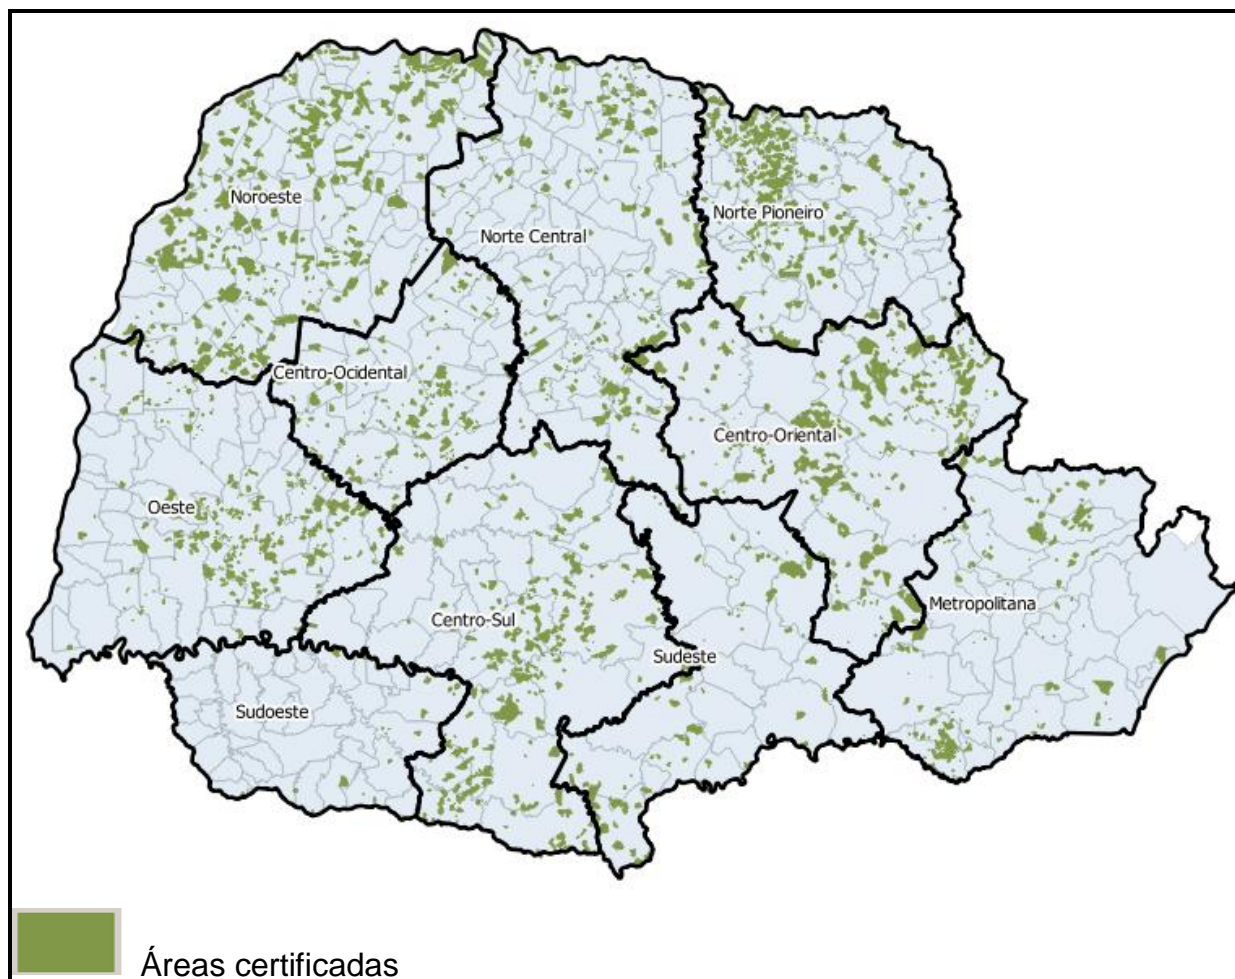 Noroeste
Norte Pioneiro
Norte Central
Centro-Ocidental
Centro-Oriental
Oeste
Metropolitana
Centro-Sul
Sudeste
Sudoeste
Áreas certificadas